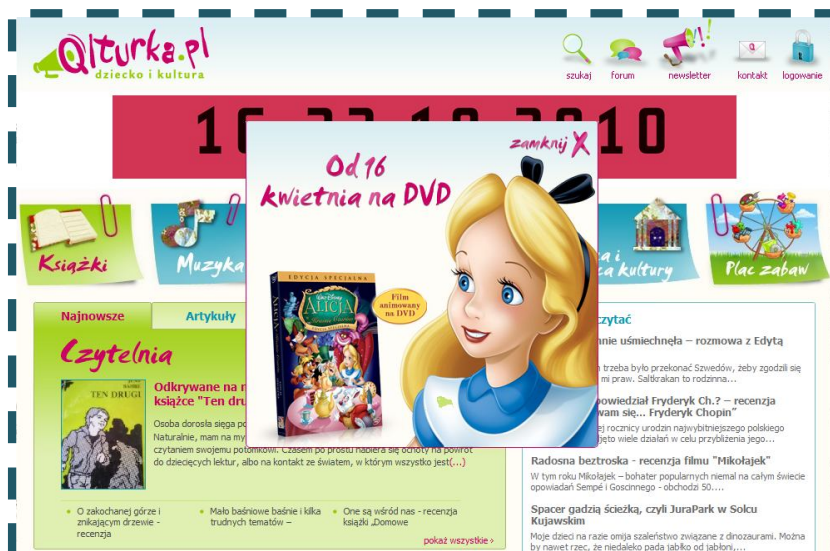 Qlturka.pl
dziecko i kultura
szukaj
forum
newsletter
kontakt
logowanie
zamknij X
Od 16
kwietnia na DVD
EDYCJA SPECJALNA
WALT DISNEY
ALICJA
Film
animowany
na DVD
Książki
Muzyka
a i
a kultury
Plac zabaw
Najnowsze
Artykuły
Czytelnia
TEN DRUGI
Odkrywane na n
książce "Ten dru
Osoba dorosła sięga po
Naturalnie, mam na my
czytaniem swojemu potomkowi. Czasem po prostu nabiera się ochoty na powrót
do dziecięcych lektur, albo na kontakt ze światem, w którym wszystko jest(...)
O zakochanej górze i
znikającym drzewie -
recenzja
Mało baśniowe baśnie i kilka
trudnych tematów –
One są wśród nas - recenzja
książki „Domowe
pokaż wszystkie ›
czytać
nnie uśmiechnęła – rozmowa z Edytą
trzeba było przekonać Szwedów, żeby zgodzili się
mi praw. Saltkrakan to rodzinna...
powiedział Fryderyk Ch.? – recenzja
wam się... Fryderyk Chopin”
ej rocznicy urodzin najwybitniejszego polskiego
jęto wiele działań w celu przybliżenia jego...
Radosna beztroska - recenzja filmu "Mikołajek"
W tym roku Mikołajek – bohater popularnych niemal na całym świecie
opowiadań Sempé i Goscinnego - obchodzi 50....
Spacer gadzią ścieżką, czyli JuraPark w Solcu
Kujawskim
Moje dzieci na razie omija szaleństwo związane z dinozaurami. Można
by nawet rzec, że niedaleko pada jabłko od jabłoni,...